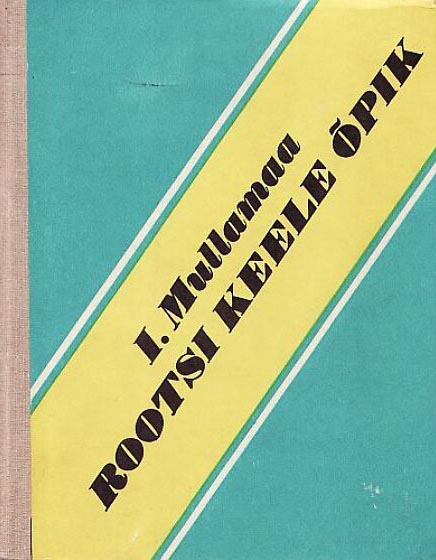 I. Mullamaa
ROOTSI KEELE ÕPIK